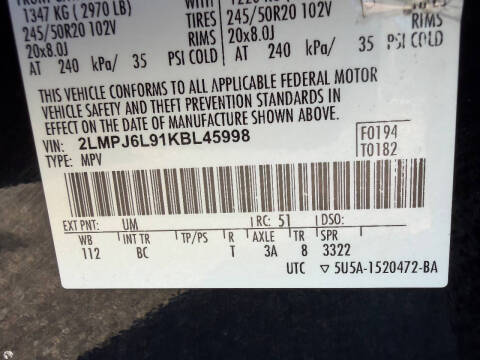 1347 KG ( 2970 LB) WITH
245/50R20 102V TIRES 245/50R20 102V
20x8.0J RIMS 20x8.0J RIMS
AT 240 kPa/ 35 PSI COLD AT 240 kPa/ 35 PSI COLD
THIS VEHICLE CONFORMS TO ALL APPLICABLE FEDERAL MOTOR
VEHICLE SAFETY AND THEFT PREVENTION STANDARDS IN
EFFECT ON THE DATE OF MANUFACTURE SHOWN ABOVE.
VIN: 2LMPJ6L91KBL45998 F0194
TYPE: MPV T0182
EXT PNT: UM RC: 51 DSO:
WB INT TR TP/PS R AXLE TR SPR
112 BC T 3A 8 3322
UTC ▽ 5U5A-1520472-BA